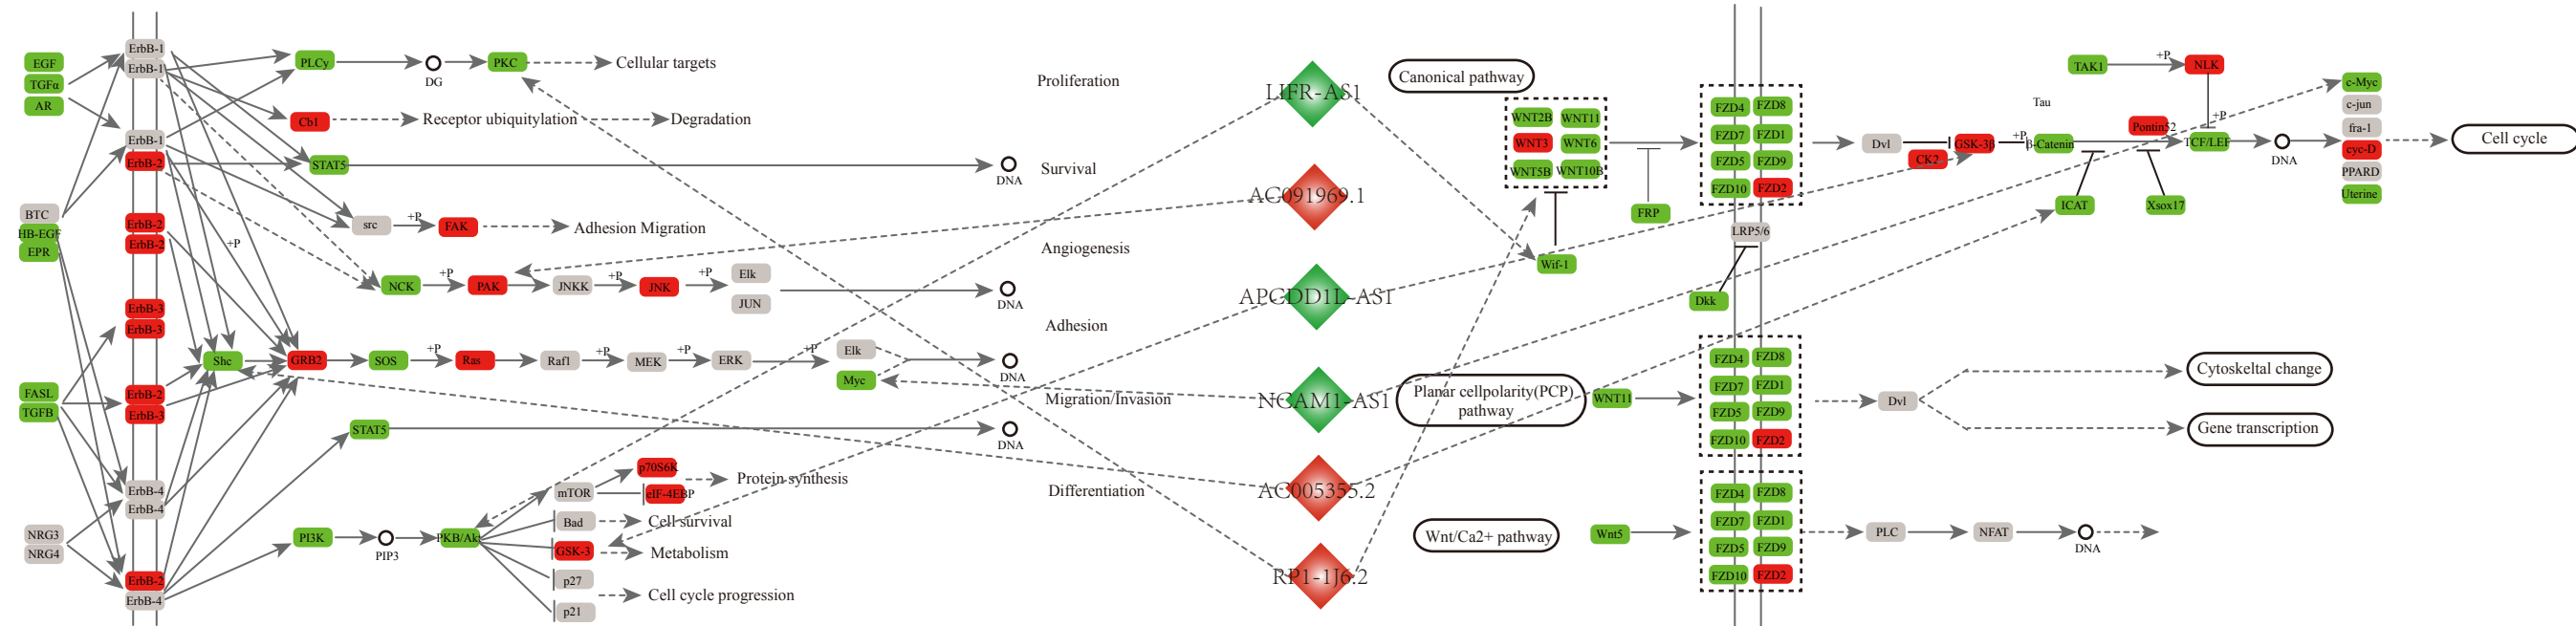 EGF
TGFα
AR
BTC
HB-EGF
EPR
FASL
TGFB
NRG3
NRG4
ErbB-1
ErbB-1
ErbB-1
ErbB-2
ErbB-2
ErbB-2
ErbB-3
ErbB-3
ErbB-2
ErbB-3
ErbB-4
ErbB-4
ErbB-2
ErbB-4
PLCy
DG
PKC
Cellular targets
Cb1
Receptor ubiquitylation
Degradation
STAT5
DNA
src
+P
FAK
Adhesion Migration
+P
NCK
+P
PAK
JNKK
+P
JNK
+P
Elk
JUN
DNA
Shc
GRB2
SOS
+P
Ras
Raf1
+P
MEK
+P
ERK
+P
Elk
Myc
DNA
STAT5
DNA
PI3K
PIP3
PKB/Akt
mTOR
p70S6K
eIF-4EBP
Protein synthesis
Bad
Cell survival
GSK-3
Metabolism
p27
p21
Cell cycle progression
Proliferation
Survival
Angiogenesis
Adhesion
Migration/Invasion
Differentiation
LIFR-AS1
AC091969.1
APCDD1L-AS1
NCAM1-AS1
AC005355.2
RP1-1J6.2
Canonical pathway
WNT2B
WNT11
WNT3
WNT6
WNT5B
WNT10B
Wif-1
FRP
FZD4
FZD8
FZD7
FZD1
FZD5
FZD9
FZD10
FZD2
LRP5/6
Dkk
Dvl
GSK-3β
CK2
+P
β-Catenin
Tau
TAK1
+P
NLK
+P
Pontin52
TCF/LEF
ICAT
Xsox17
DNA
c-Myc
c-jun
fra-1
cyc-D
PPARD
Uterine
Cell cycle
Planar cellpolarity(PCP)
pathway
WNT11
FZD4
FZD8
FZD7
FZD1
FZD5
FZD9
FZD10
FZD2
Dvl
Cytoskeltal change
Gene transcription
Wnt/Ca2+ pathway
Wnt5
FZD4
FZD8
FZD7
FZD1
FZD5
FZD9
FZD10
FZD2
PLC
NFAT
DNA